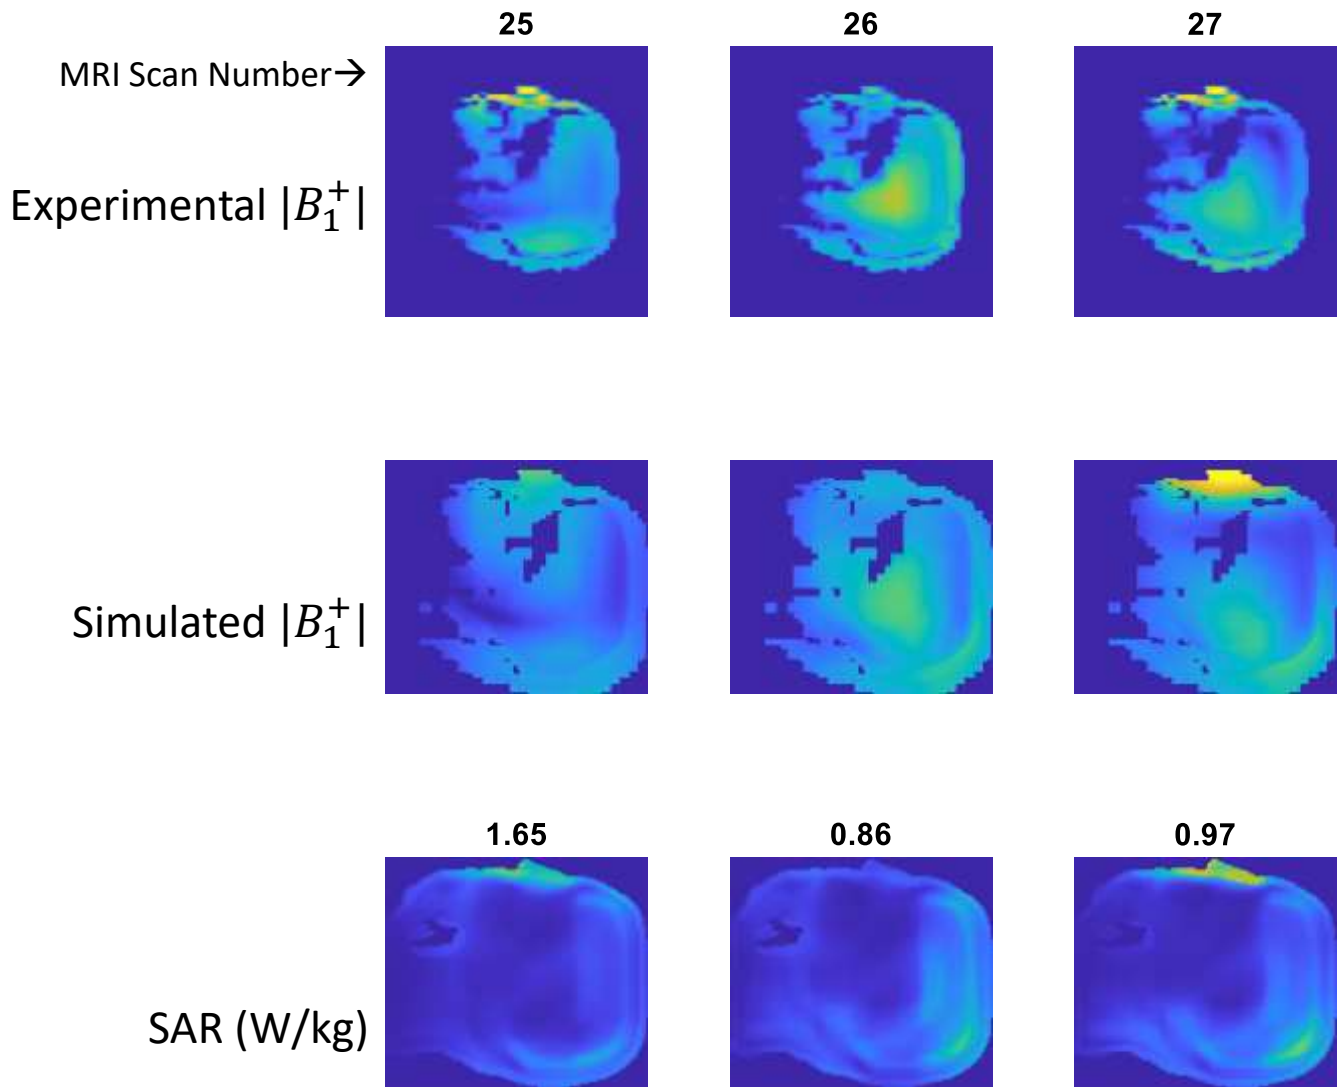 25 26 27
MRI Scan Number→
Experimental |B₁⁺|
Simulated |B₁⁺|
1.65 0.86 0.97
SAR (W/kg)